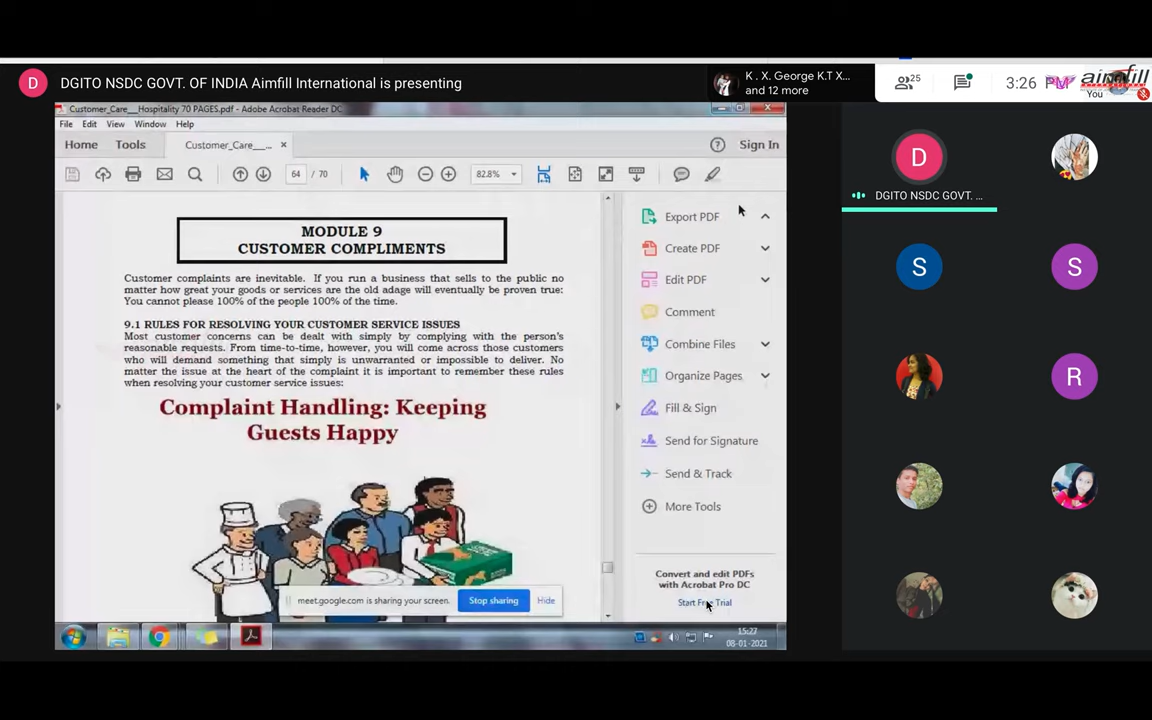 DGITO NSDC GOVT. OF INDIA Aimfill International is presenting
K . X. George K.T X...
and 12 more
25
3:26 PM
aimfill
You
Customer_Care__Hospitality 70 PAGES.pdf - Adobe Acrobat Reader DC
File Edit View Window Help
Home Tools Customer_Care___... × Sign In
64 / 70 82.8%
MODULE 9
CUSTOMER COMPLIMENTS
Customer complaints are inevitable. If you run a business that sells to the public no
matter how great your goods or services are the old adage will eventually be proven true:
You cannot please 100% of the people 100% of the time.
9.1 RULES FOR RESOLVING YOUR CUSTOMER SERVICE ISSUES
Most customer concerns can be dealt with simply by complying with the person's
reasonable requests. From time-to-time, however, you will come across those customers
who will demand something that simply is unwarranted or impossible to deliver. No
matter the issue at the heart of the complaint it is important to remember these rules
when resolving your customer service issues:
Complaint Handling: Keeping
Guests Happy
meet.google.com is sharing your screen. Stop sharing Hide
Export PDF
Create PDF
Edit PDF
Comment
Combine Files
Organize Pages
Fill & Sign
Send for Signature
Send & Track
More Tools
Convert and edit PDFs
with Acrobat Pro DC
Start Free Trial
15:27
08-01-2021
D
D
DGITO NSDC GOVT. ...
S
S
R